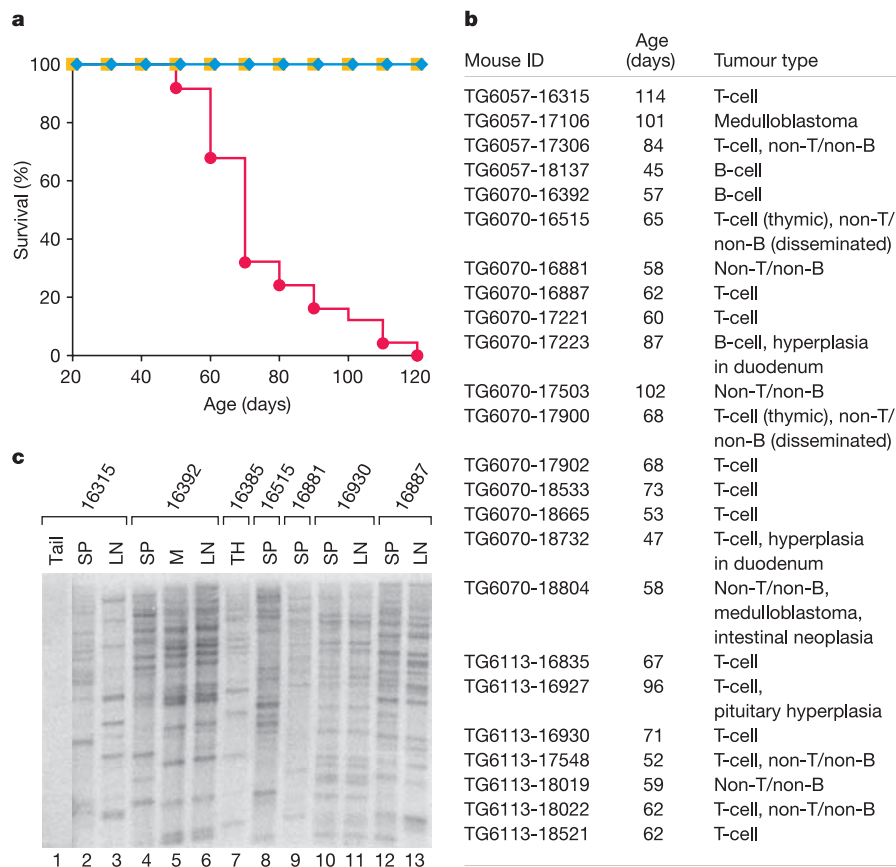 a
100
80
60
40
20
0
Survival (%)
20 40 60 80 100 120
Age (days)
b
Mouse ID Age (days) Tumour type
TG6057-16315 114 T-cell
TG6057-17106 101 Medulloblastoma
TG6057-17306 84 T-cell, non-T/non-B
TG6057-18137 45 B-cell
TG6070-16392 57 B-cell
TG6070-16515 65 T-cell (thymic), non-T/
non-B (disseminated)
TG6070-16881 58 Non-T/non-B
TG6070-16887 62 T-cell
TG6070-17221 60 T-cell
TG6070-17223 87 B-cell, hyperplasia
in duodenum
TG6070-17503 102 Non-T/non-B
TG6070-17900 68 T-cell (thymic), non-T/
non-B (disseminated)
TG6070-17902 68 T-cell
TG6070-18533 73 T-cell
TG6070-18665 53 T-cell
TG6070-18732 47 T-cell, hyperplasia
in duodenum
TG6070-18804 58 Non-T/non-B,
medulloblastoma,
intestinal neoplasia
TG6113-16835 67 T-cell
TG6113-16927 96 T-cell,
pituitary hyperplasia
TG6113-16930 71 T-cell
TG6113-17548 52 T-cell, non-T/non-B
TG6113-18019 59 Non-T/non-B
TG6113-18022 62 T-cell, non-T/non-B
TG6113-18521 62 T-cell
c
16315 16392 16385 16515 16881 16930 16887
Tail SP LN SP M LN TH SP SP SP LN SP LN
1 2 3 4 5 6 7 8 9 10 11 12 13